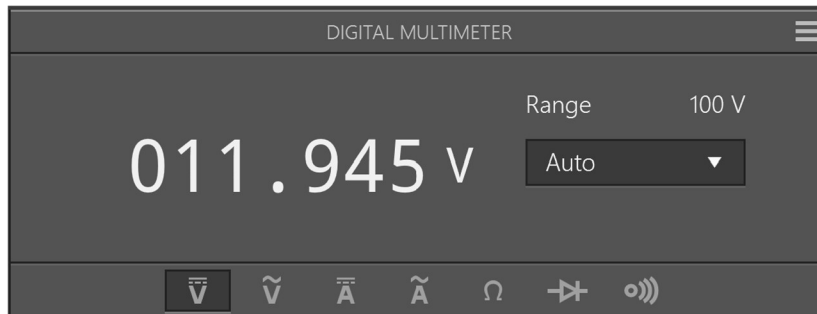 DIGITAL MULTIMETER
Range 100 V
011.945 V
Auto
V V A A Ω